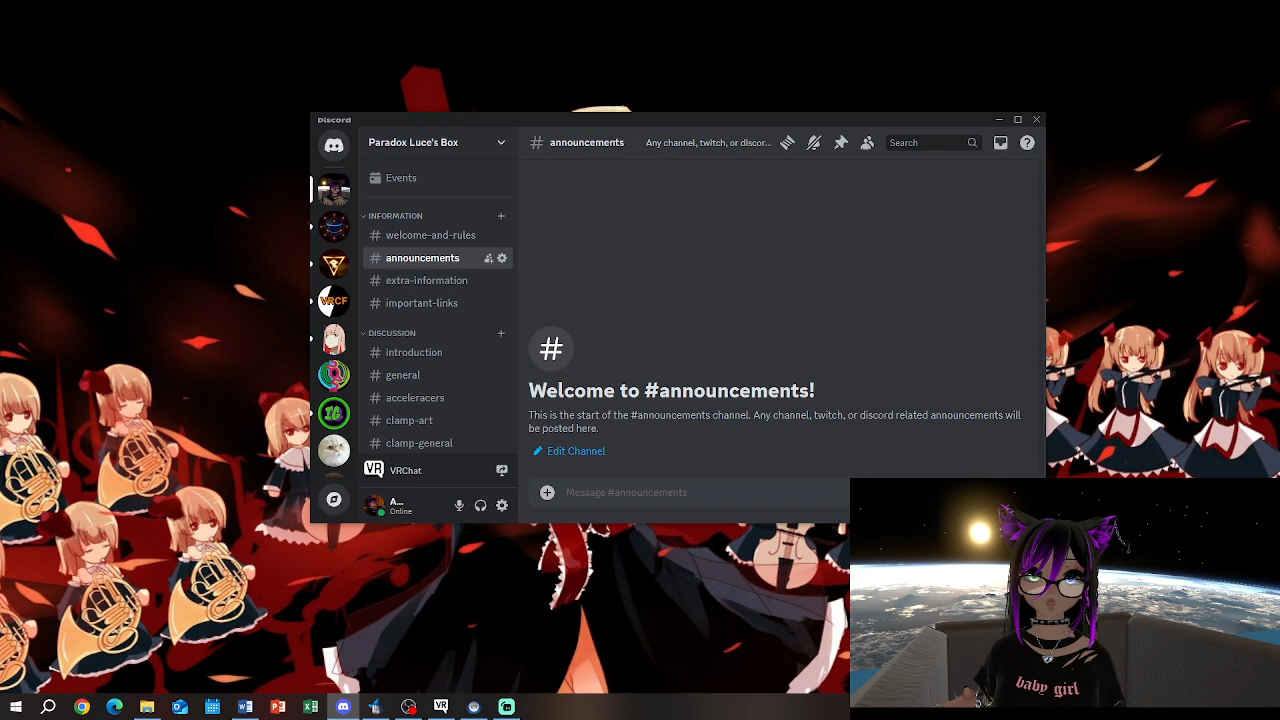 Discord
Paradox Luce's Box
# announcements
Any channel, twitch, or discor...
Search
Events
INFORMATION
# welcome-and-rules
# announcements
# extra-information
# important-links
DISCUSSION
# introduction
# general
# acceleracers
# clamp-art
# clamp-general
VR VRChat
A...
Online
VRCF
#
Welcome to #announcements!
This is the start of the #announcements channel. Any channel, twitch, or discord related announcements will
be posted here.
Edit Channel
Message #announcements
baby girl
VR